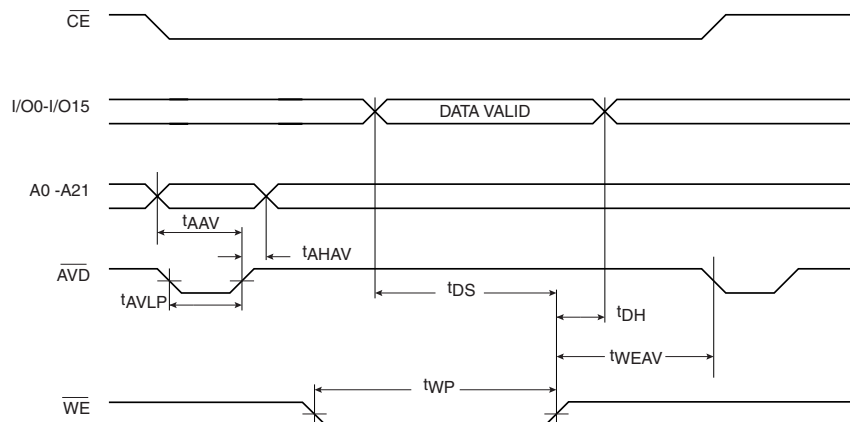 CE
I/O0-I/O15
DATA VALID
A0 -A21
tAAV
tAHAV
AVD
tAVLP
tDS
tDH
tWEAV
tWP
WE